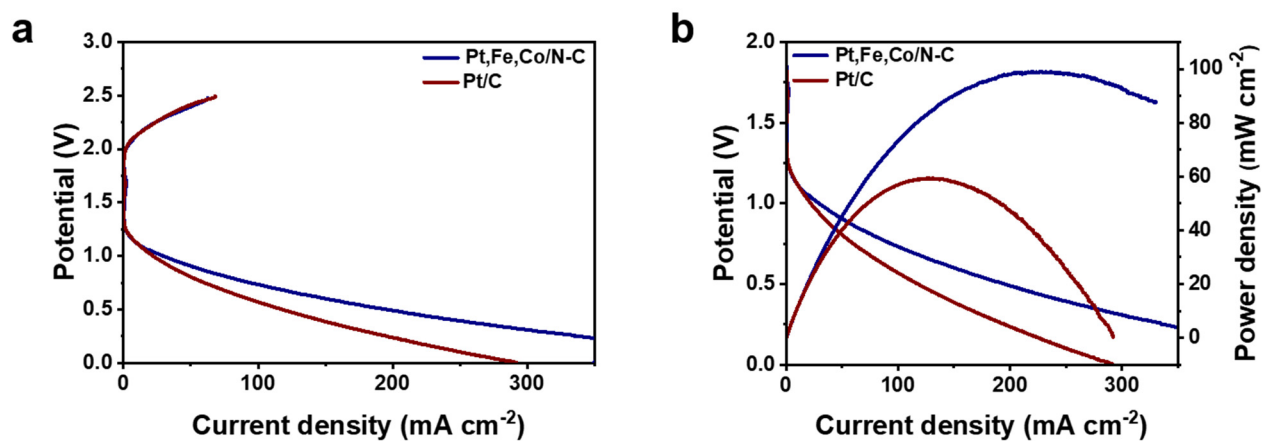 a
3.0
2.5
2.0
1.5
1.0
0.5
0.0
Potential (V)
Pt,Fe,Co/N-C
Pt/C
0
100
200
300
Current density (mA cm-2)
b
2.0
1.5
1.0
0.5
0.0
Potential (V)
Pt,Fe,Co/N-C
Pt/C
100
80
60
40
20
0
Power density (mW cm-2)
0
100
200
300
Current density (mA cm-2)